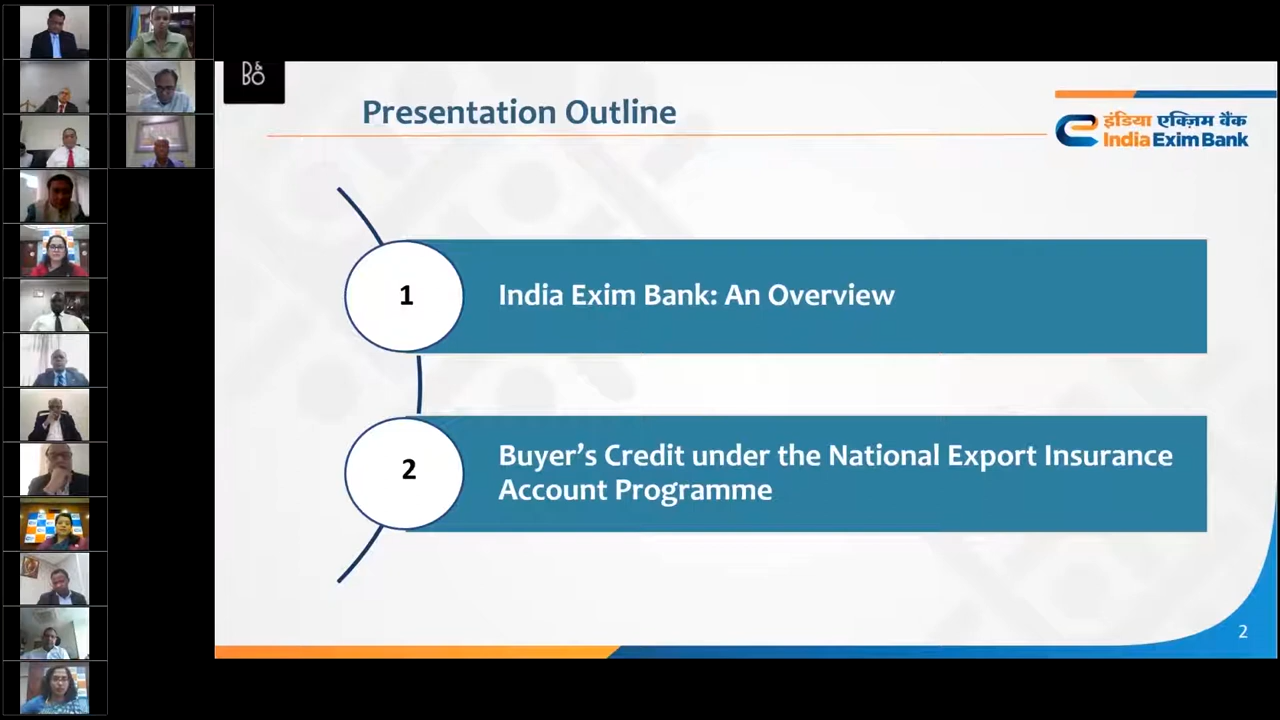 B&O
Presentation Outline
इंडिया एक्ज़िम बैंक
India Exim Bank
1
India Exim Bank: An Overview
2
Buyer’s Credit under the National Export Insurance
Account Programme
2